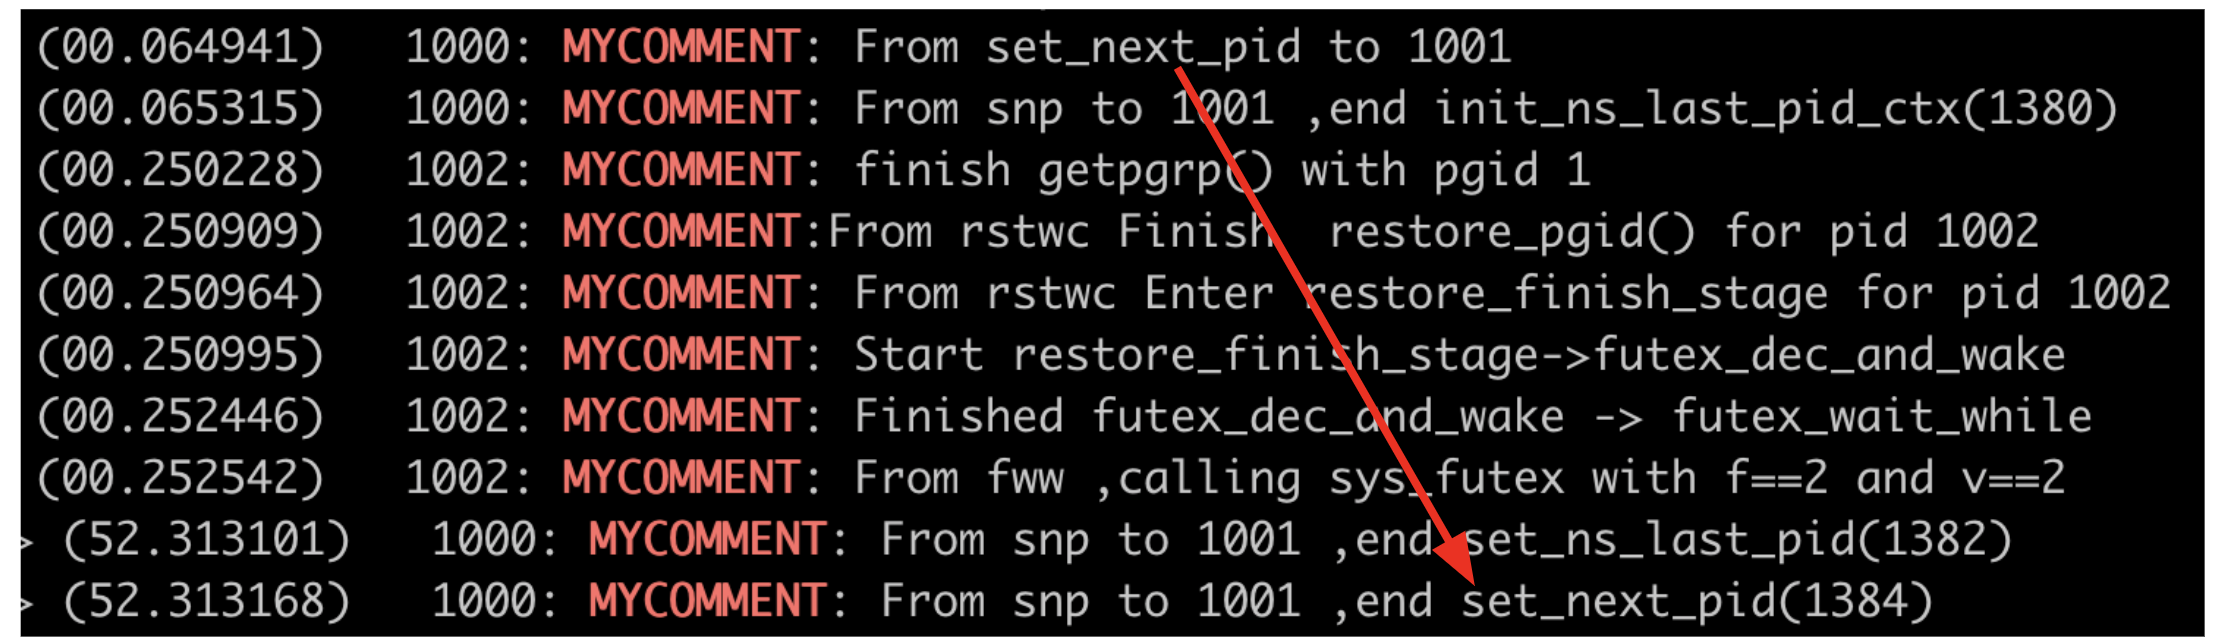 (00.064941)   1000: MYCOMMENT: From set_next_pid to 1001
(00.065315)   1000: MYCOMMENT: From snp to 1001 ,end init_ns_last_pid_ctx(1380)
(00.250228)   1002: MYCOMMENT: finish getpgrp() with pgid 1
(00.250909)   1002: MYCOMMENT:From rstwc Finish  restore_pgid() for pid 1002
(00.250964)   1002: MYCOMMENT: From rstwc Enter restore_finish_stage for pid 1002
(00.250995)   1002: MYCOMMENT: Start restore_finish_stage->futex_dec_and_wake
(00.252446)   1002: MYCOMMENT: Finished futex_dec_and_wake -> futex_wait_while
(00.252542)   1002: MYCOMMENT: From fww ,calling sys_futex with f==2 and v==2
> (52.313101)   1000: MYCOMMENT: From snp to 1001 ,end set_ns_last_pid(1382)
> (52.313168)   1000: MYCOMMENT: From snp to 1001 ,end set_next_pid(1384)